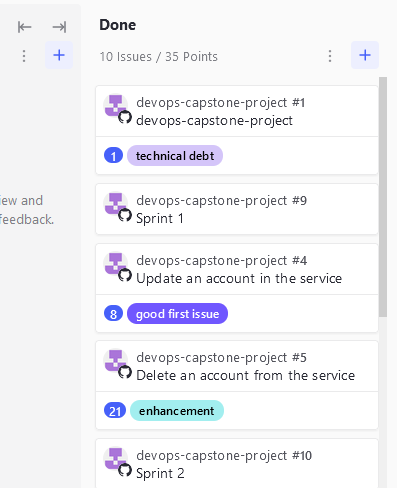 Done
10 Issues / 35 Points
devops-capstone-project #1
devops-capstone-project
1 technical debt
devops-capstone-project #9
Sprint 1
iew and
feedback.
devops-capstone-project #4
Update an account in the service
8 good first issue
devops-capstone-project #5
Delete an account from the service
21 enhancement
devops-capstone-project #10
Sprint 2